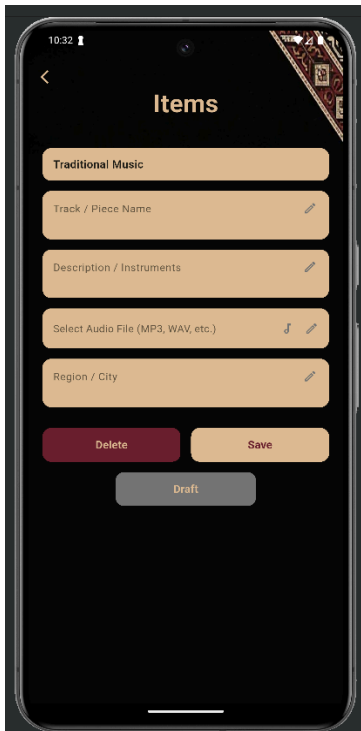 10:32
Items
Traditional Music
Track / Piece Name
Description / Instruments
Select Audio File (MP3, WAV, etc.)
Region / City
Delete Save
Draft